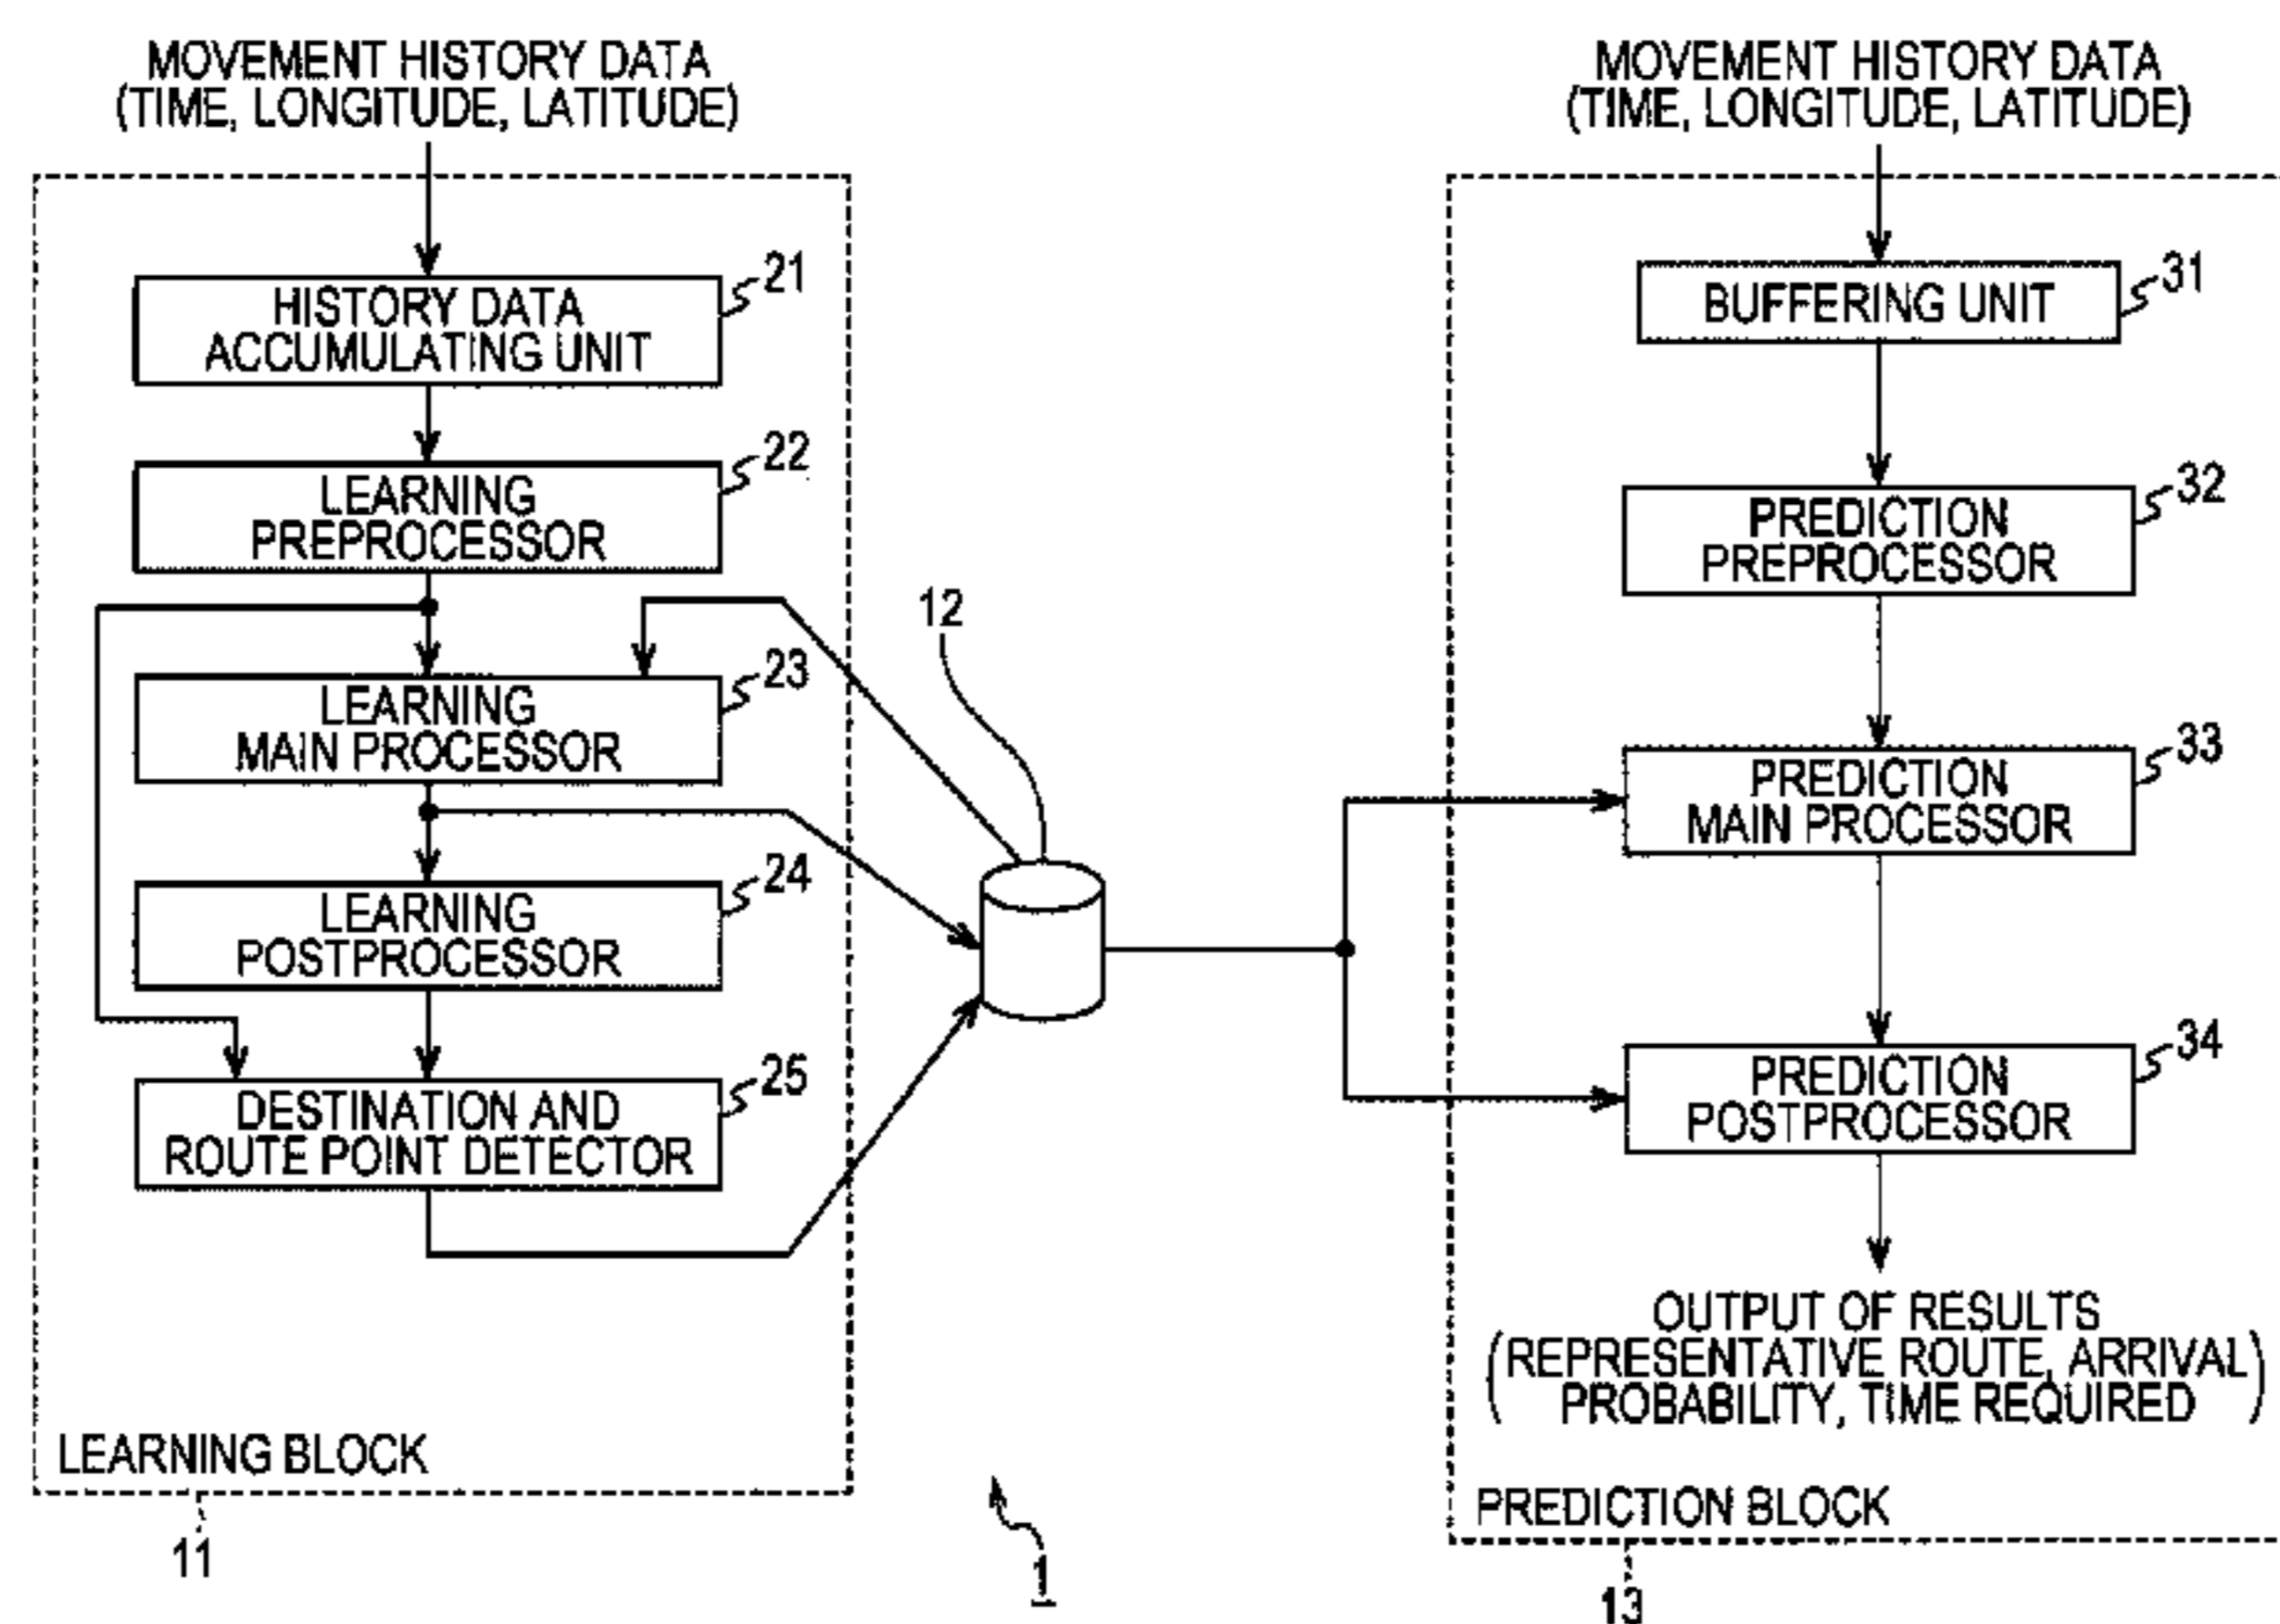 MOVEMENT HISTORY DATA
(TIME, LONGITUDE, LATITUDE)
21
HISTORY DATA
ACCUMULATING UNIT
22
LEARNING
PREPROCESSOR
23
LEARNING
MAIN PROCESSOR
24
LEARNING
POSTPROCESSOR
25
DESTINATION AND
ROUTE POINT DETECTOR
LEARNING BLOCK
11
12
1
MOVEMENT HISTORY DATA
(TIME, LONGITUDE, LATITUDE)
31
BUFFERING UNIT
32
PREDICTION
PREPROCESSOR
33
PREDICTION
MAIN PROCESSOR
34
PREDICTION
POSTPROCESSOR
OUTPUT OF RESULTS
(REPRESENTATIVE ROUTE, ARRIVAL
PROBABILITY, TIME REQUIRED)
PREDICTION BLOCK
13